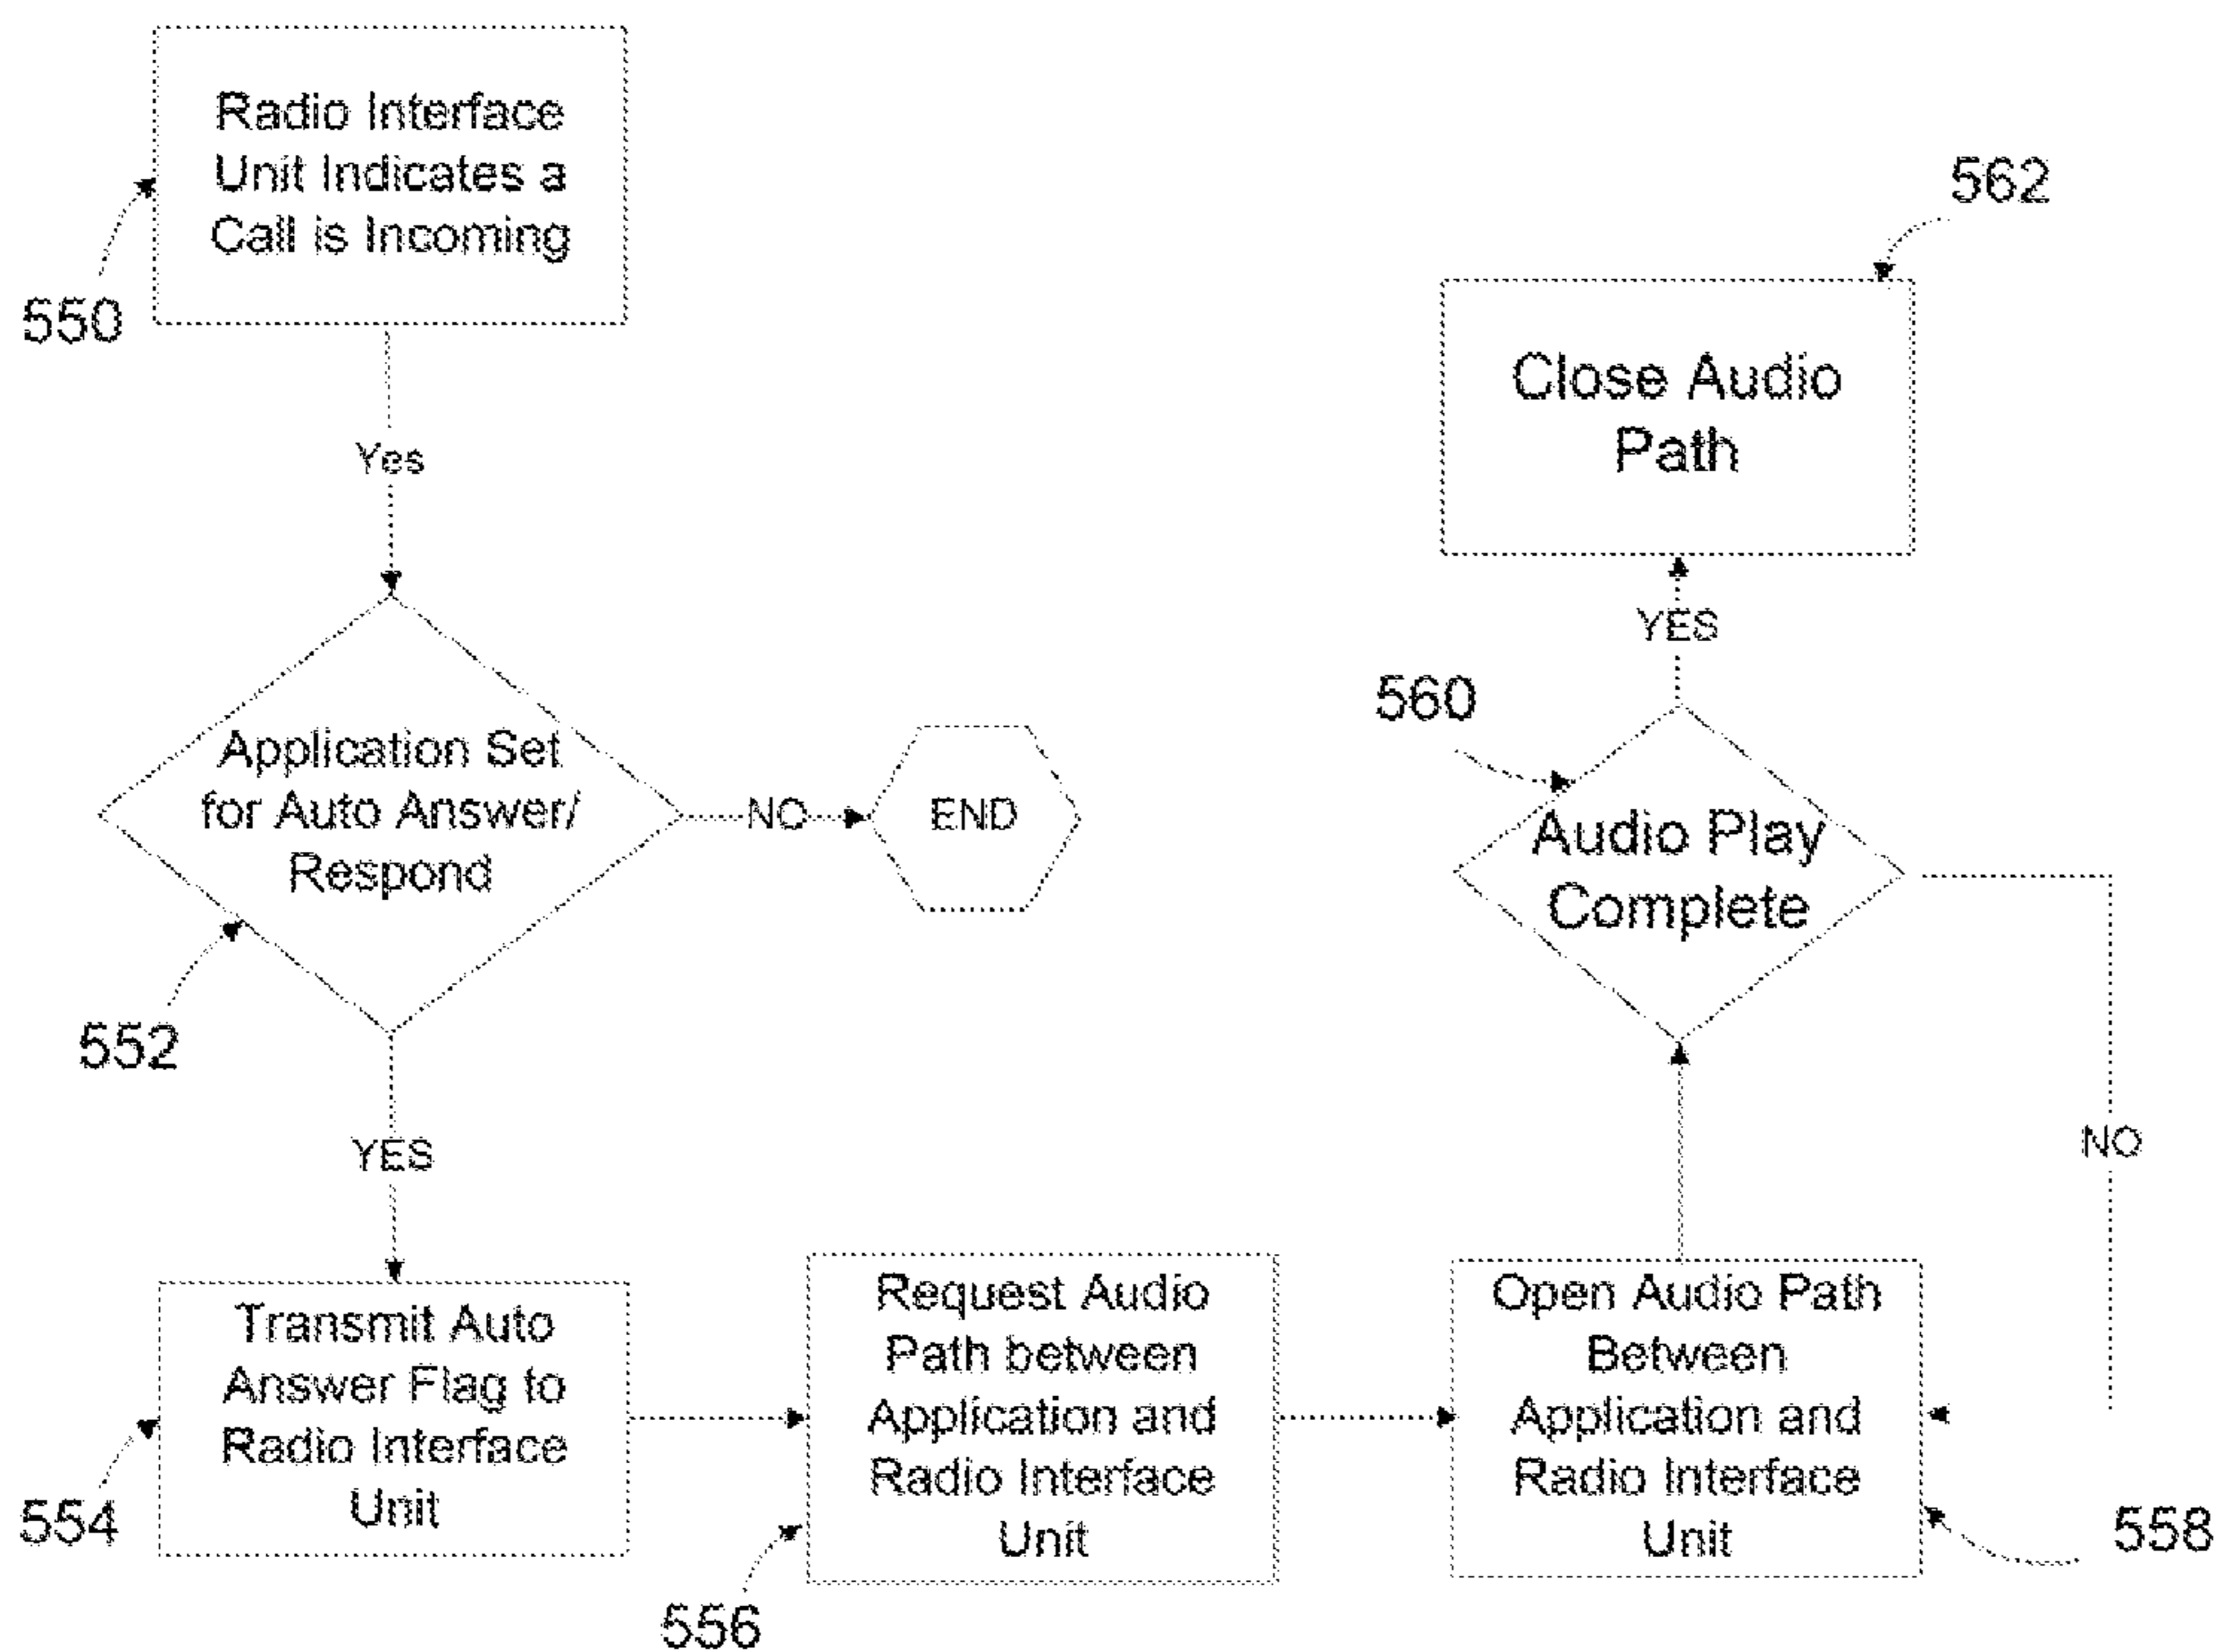 Radio Interface
Unit Indicates a
Call is Incoming
550
Yes
Application Set
for Auto Answer/
Respond
552
NO
END
YES
Transmit Auto
Answer Flag to
Radio Interface
Unit
554
Request Audio
Path between
Application and
Radio Interface
Unit
556
Open Audio Path
Between
Application and
Radio Interface
Unit
558
Audio Play
Complete
560
NO
YES
Close Audio
Path
562